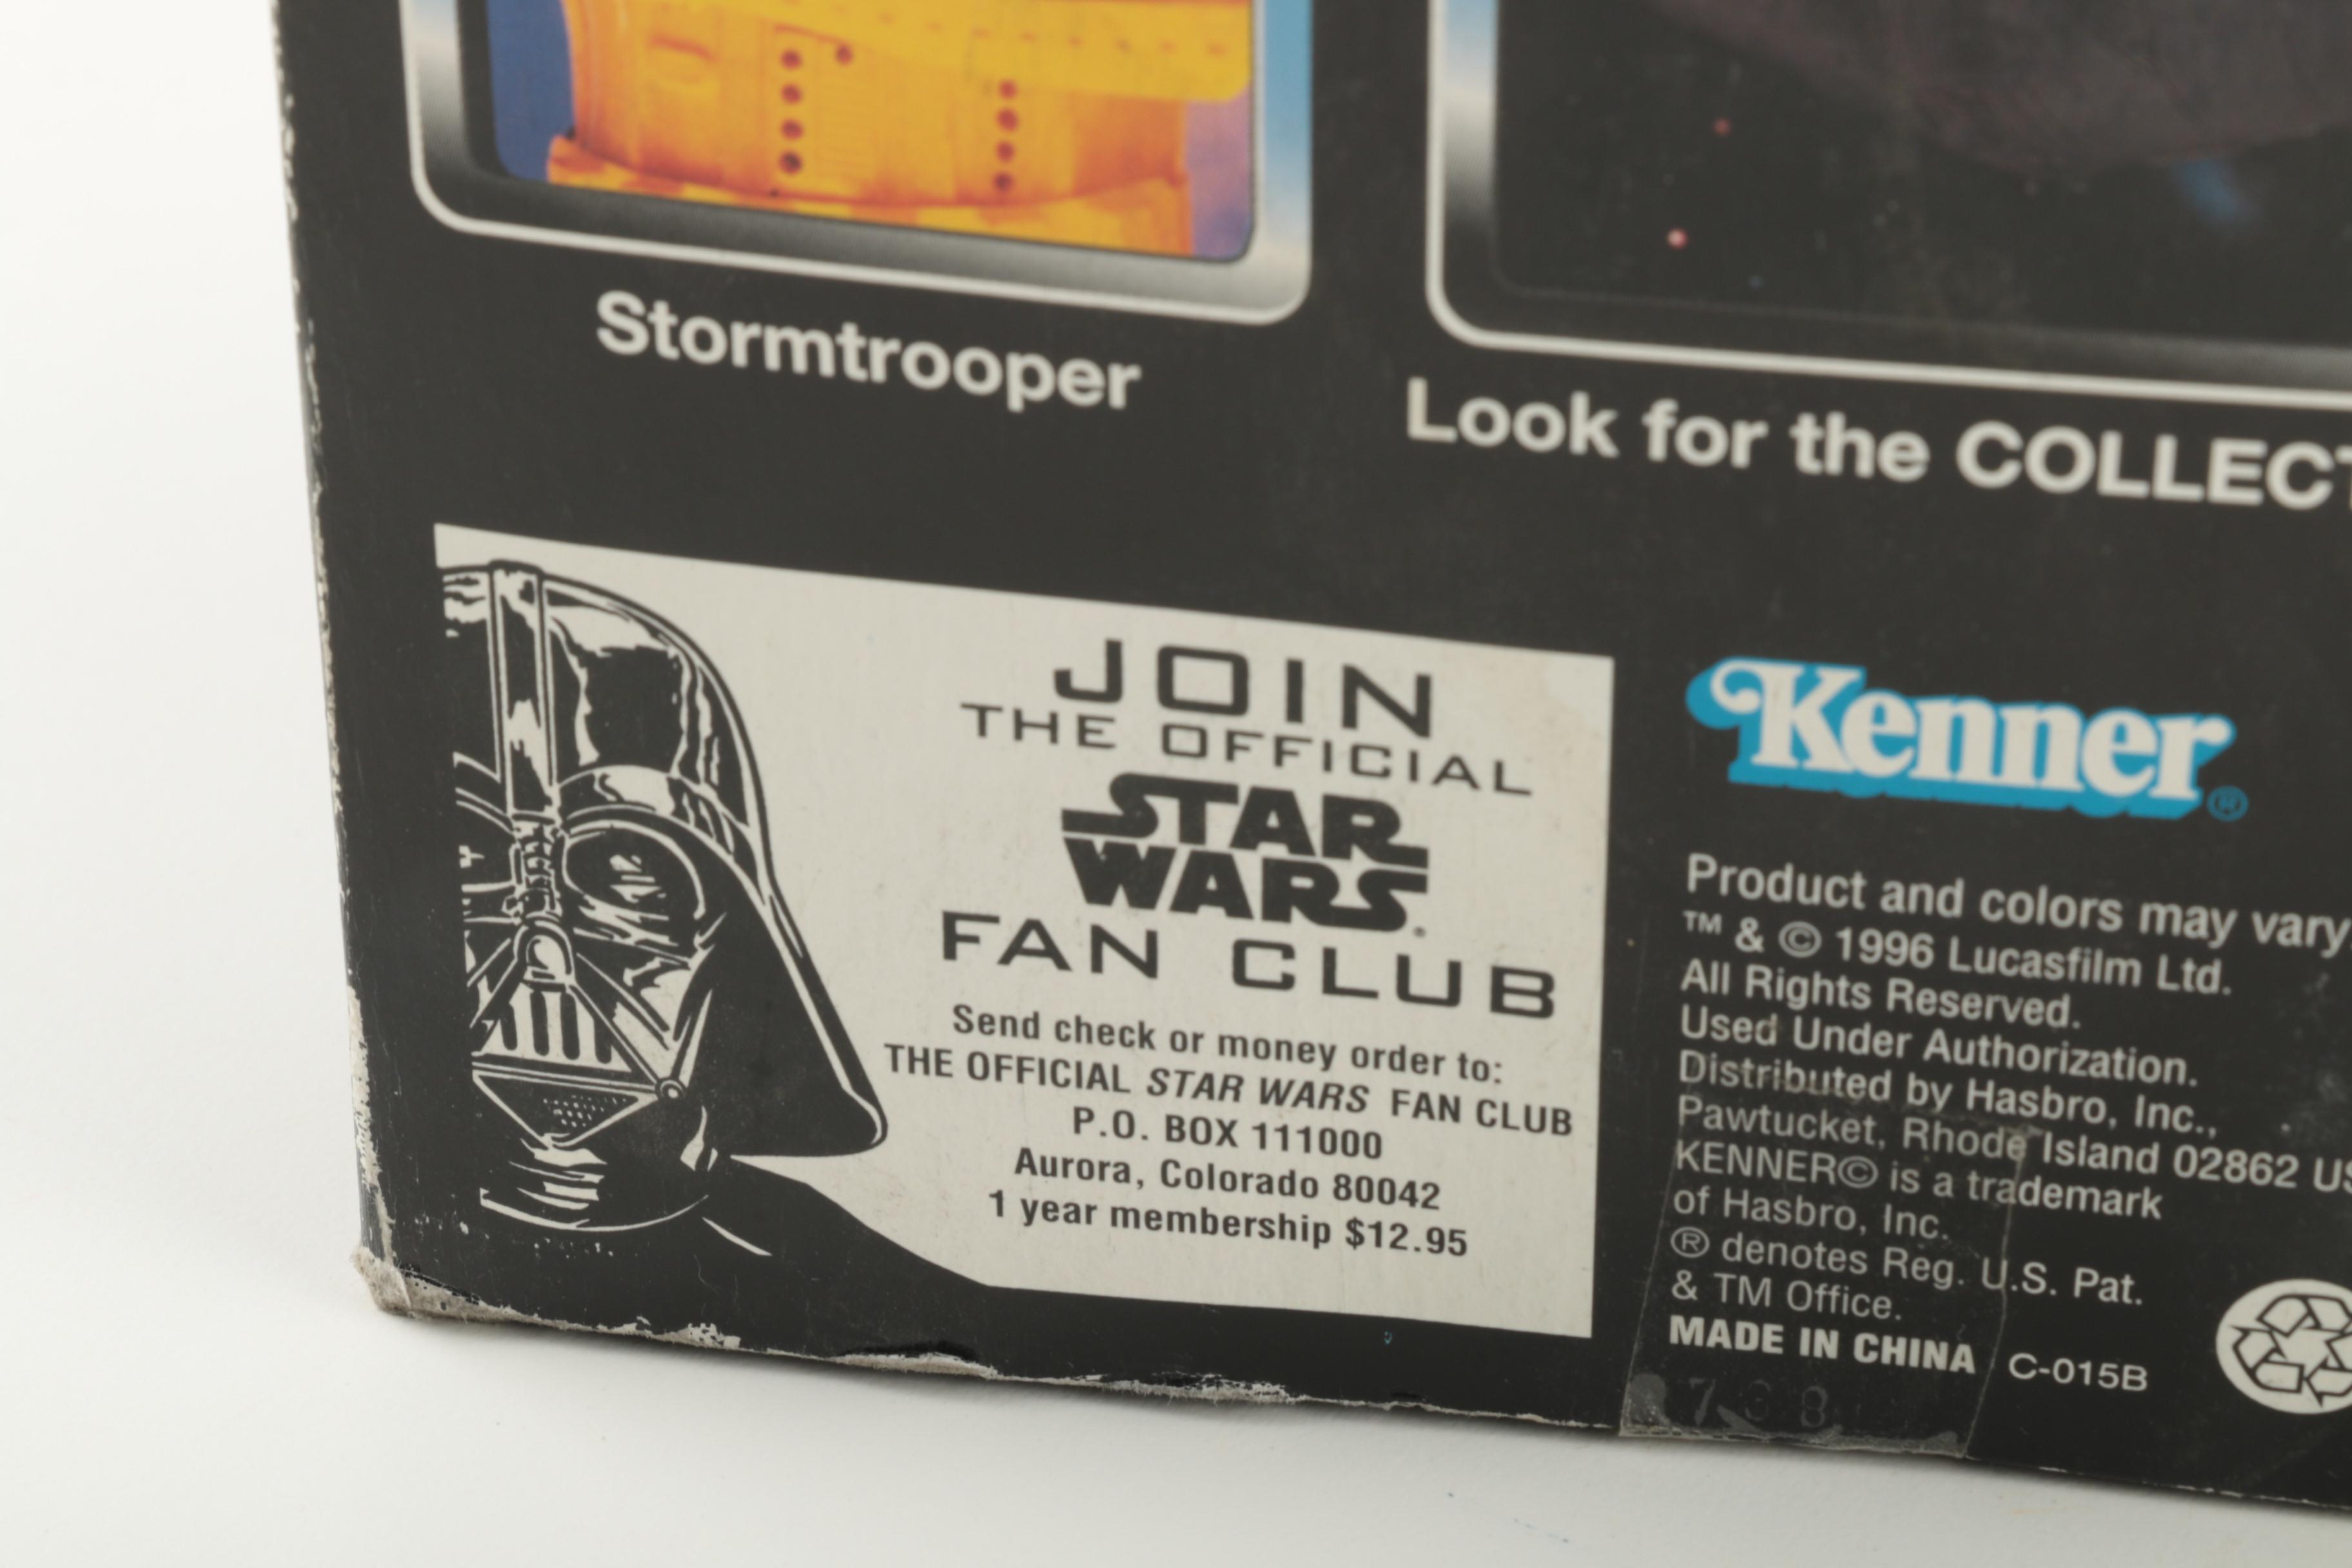 Stormtrooper
Look for the COLLECT
JOIN
THE OFFICIAL
STAR
WARS
FAN CLUB
Send check or money order to:
THE OFFICIAL STAR WARS FAN CLUB
P.O. BOX 111000
Aurora, Colorado 80042
1 year membership $12.95
Kenner®
Product and colors may vary
™ & © 1996 Lucasfilm Ltd.
All Rights Reserved.
Used Under Authorization.
Distributed by Hasbro, Inc.,
Pawtucket, Rhode Island 02862 US
KENNER© is a trademark
of Hasbro, Inc.
® denotes Reg. U.S. Pat.
& TM Office.
MADE IN CHINA C-015B